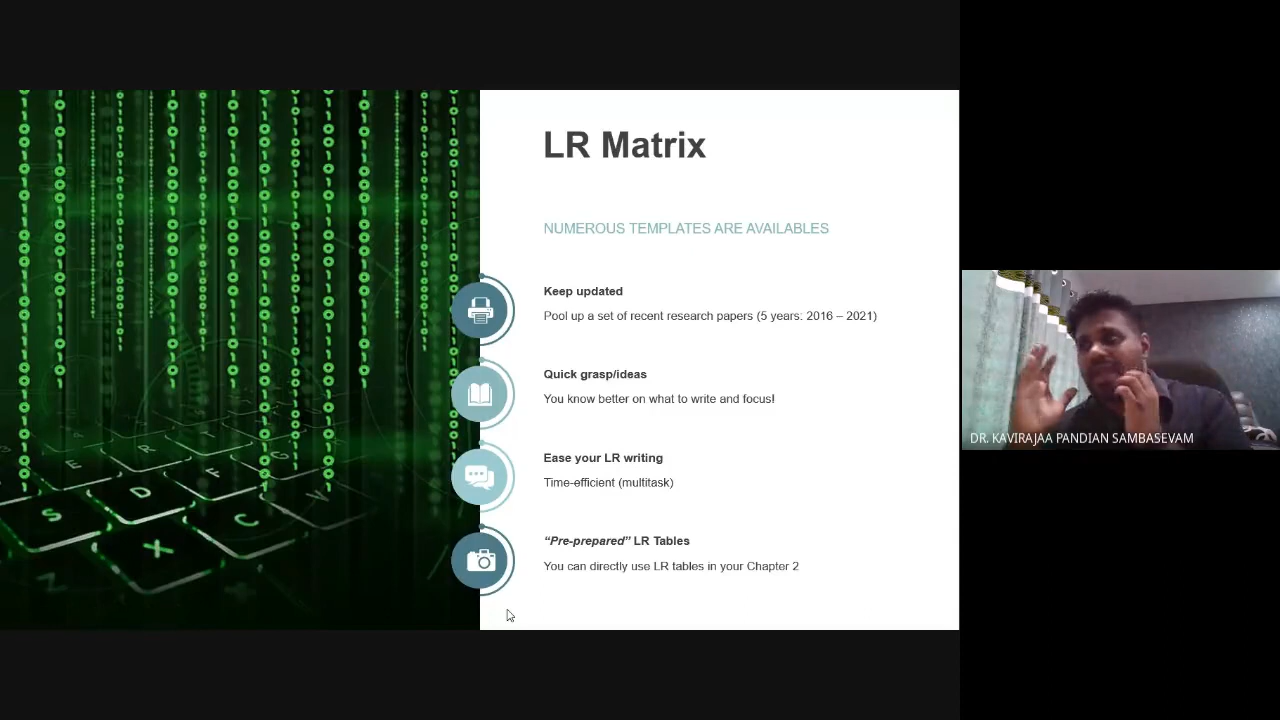 LR Matrix
NUMEROUS TEMPLATES ARE AVAILABLES
Keep updated
Pool up a set of recent research papers (5 years: 2016 – 2021)
Quick grasp/ideas
You know better on what to write and focus!
Ease your LR writing
Time-efficient (multitask)
“Pre-prepared” LR Tables
You can directly use LR tables in your Chapter 2
DR. KAVIRAJAA PANDIAN SAMBASEVAM
E R G
D F V
S C
X